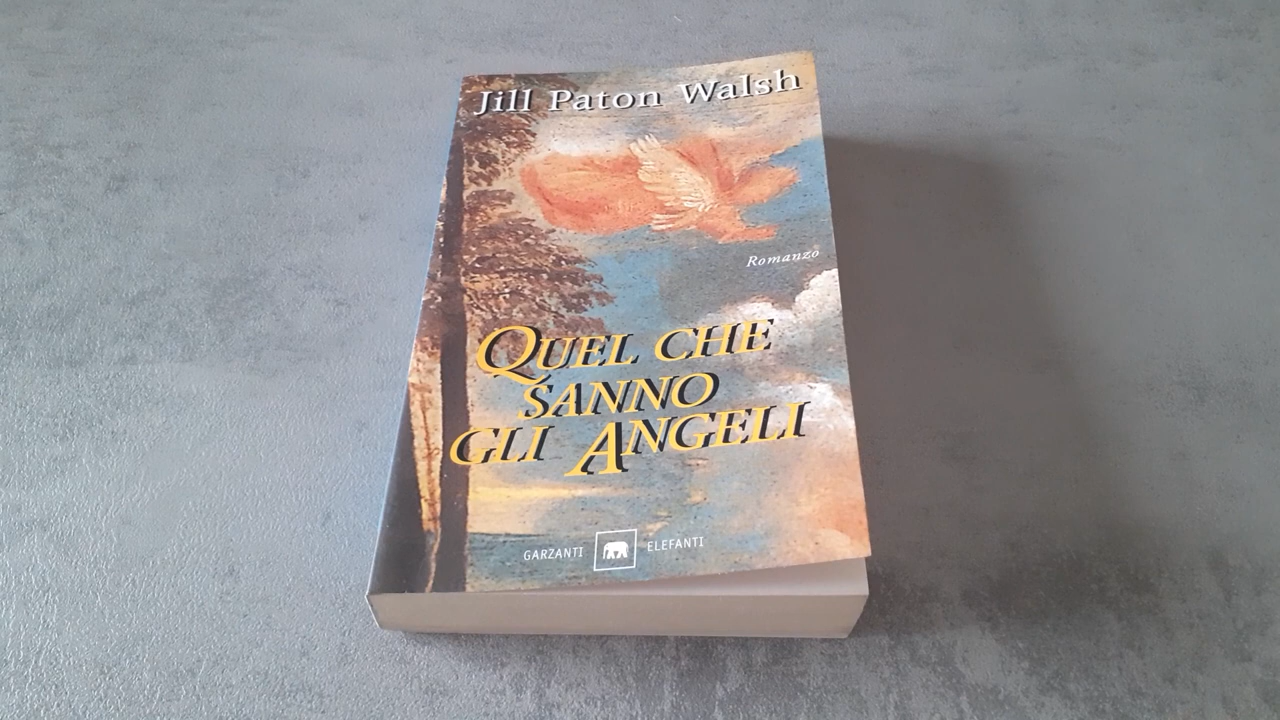 Jill Paton Walsh
Romanzo
QUEL CHE
SANNO
GLI ANGELI
GARZANTI ELEFANTI